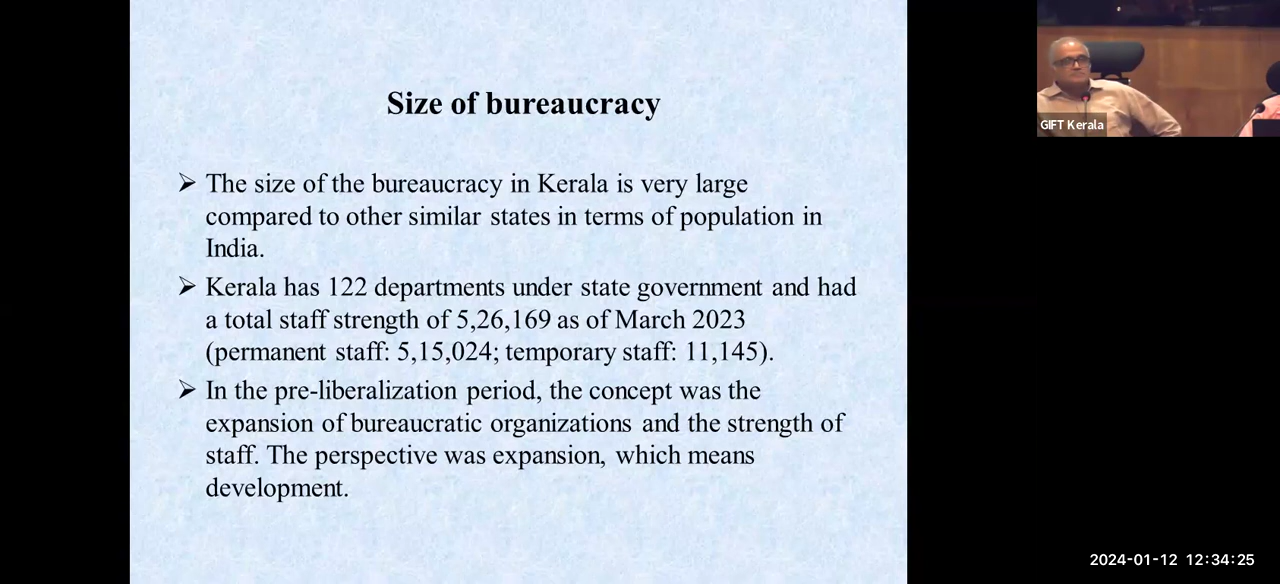 Size of bureaucracy
➢ The size of the bureaucracy in Kerala is very large
compared to other similar states in terms of population in
India.
➢ Kerala has 122 departments under state government and had
a total staff strength of 5,26,169 as of March 2023
(permanent staff: 5,15,024; temporary staff: 11,145).
➢ In the pre-liberalization period, the concept was the
expansion of bureaucratic organizations and the strength of
staff. The perspective was expansion, which means
development.
GIFT Kerala
2024-01-12 12:34:25